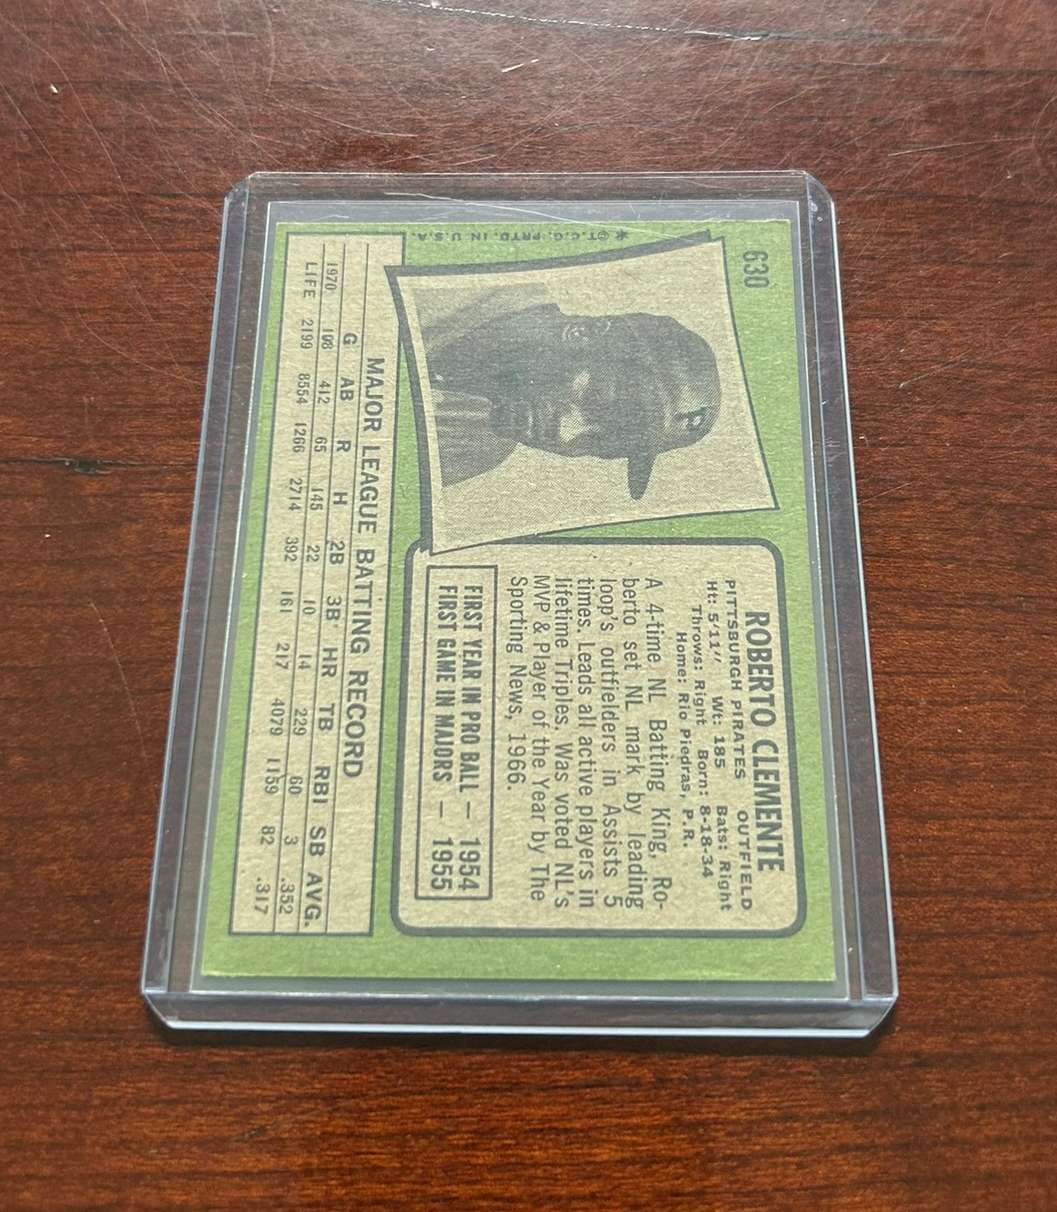 630
ROBERTO CLEMENTE
PITTSBURGH PIRATES OUTFIELD
Ht: 5'11" Wt: 185 Bats: Right
Throws: Right Born: 8-18-34
Home: Rio Piedras, P.R.
A 4-time NL Batting King, Ro-
berto set NL mark by leading
loop's outfielders in Assists 5
times. Leads all active players in
lifetime Triples. Was voted NL's
MVP & Player of the Year by The
Sporting News, 1966.
FIRST YEAR IN PRO BALL — 1954
FIRST GAME IN MAJORS — 1955
P
*©T.C.G. PRTD. IN U.S.A.
MAJOR LEAGUE BATTING RECORD
G AB R H 2B 3B HR TB RBI SB AVG.
1970 108 412 65 145 22 10 14 229 60 3 .352
LIFE 2199 8554 1266 2714 392 161 217 4079 1159 82 .317